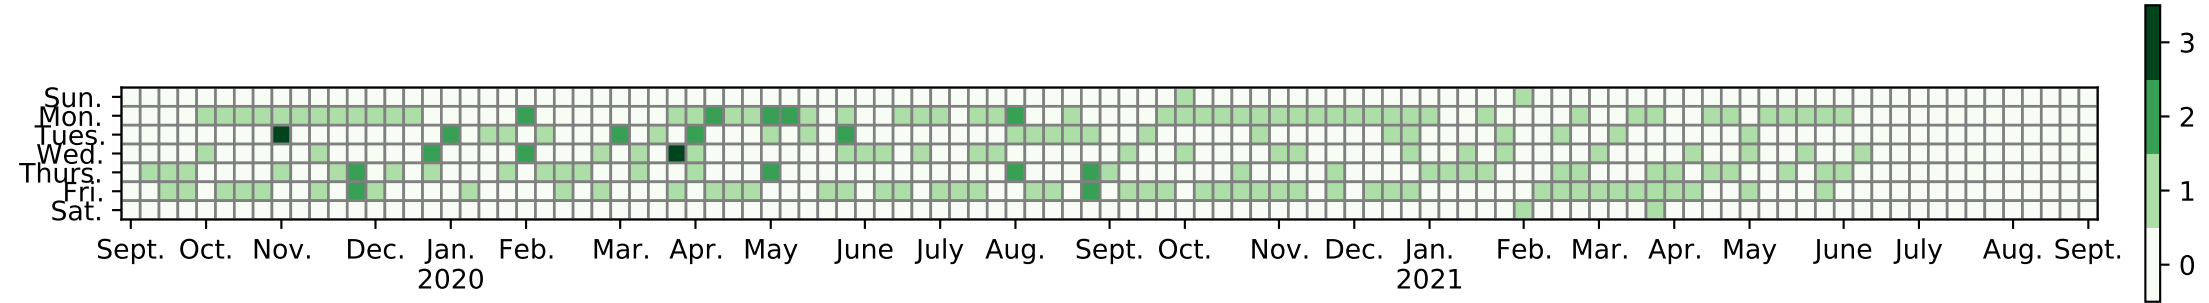 Sun.
Mon.
Tues.
Wed.
Thurs.
Fri.
Sat.
Sept. Oct. Nov. Dec. Jan. Feb. Mar. Apr. May June July Aug. Sept. Oct. Nov. Dec. Jan. Feb. Mar. Apr. May June July Aug. Sept.
2020 2021
3
2
1
0